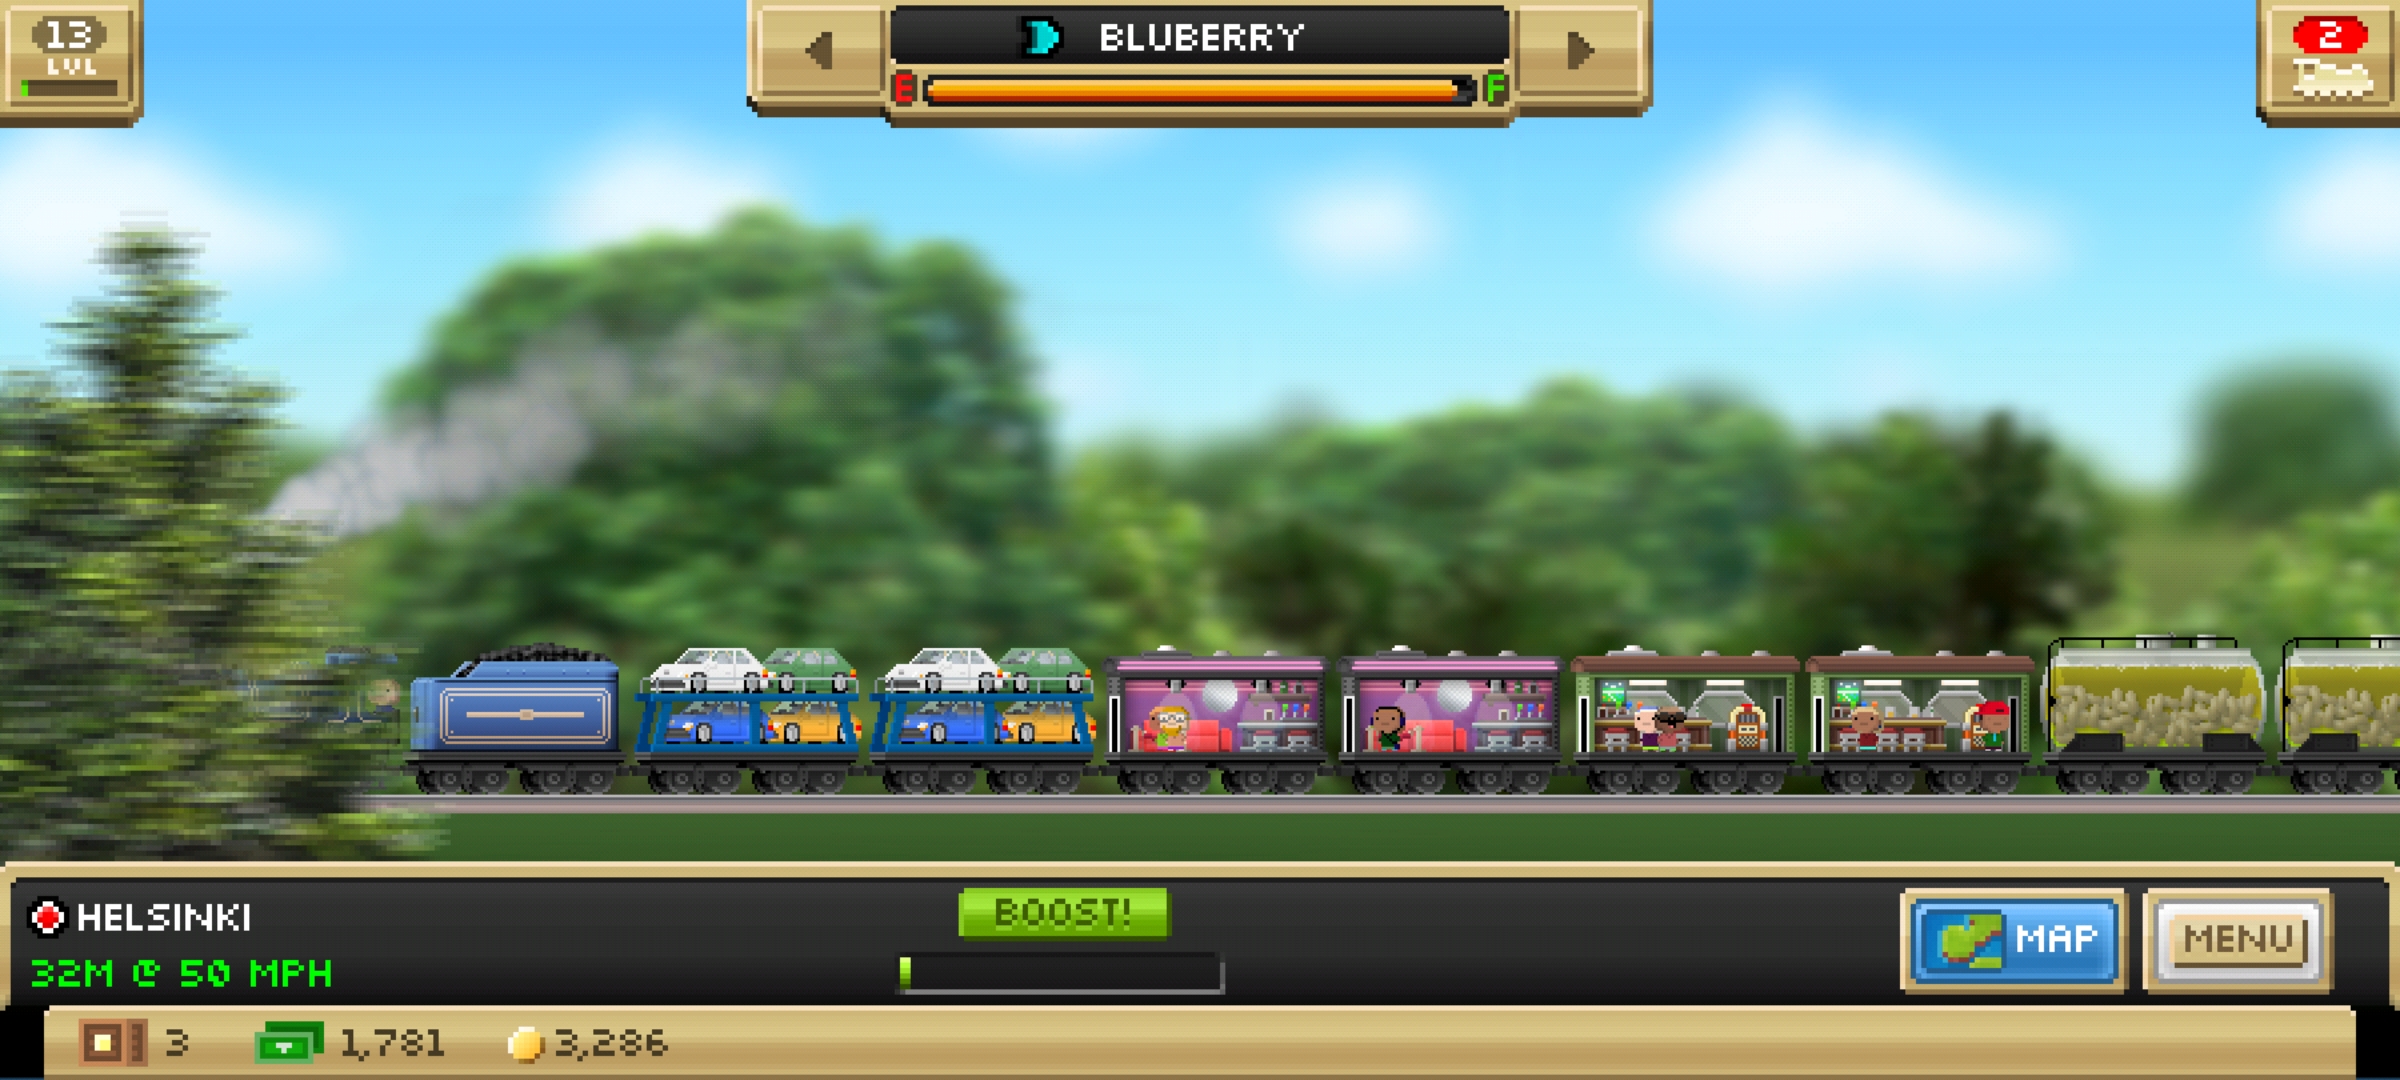 13
LVL
BLUBERRY
E F
2
HELSINKI
32M @ 50 MPH
BOOST!
MAP
MENU
3
1,781
3,286